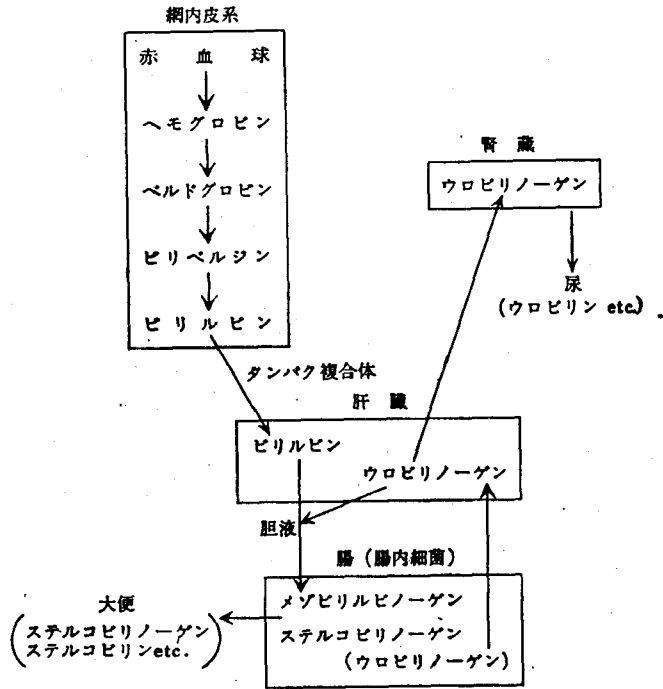 網内皮系
赤血球
ヘモグロビン
ベルドグロビン
ビリベルジン
ビリルビン
タンパク複合体
腎蔵
ウロビリノーゲン
尿
(ウロビリン etc.)
肝臓
ビリルビン
ウロビリノーゲン
胆液
腸（腸内細菌）
メゾビリルビノーゲン
ステルコビリノーゲン
(ウロビリノーゲン)
大便
(ステルコビリノーゲン
ステルコビリンetc.)